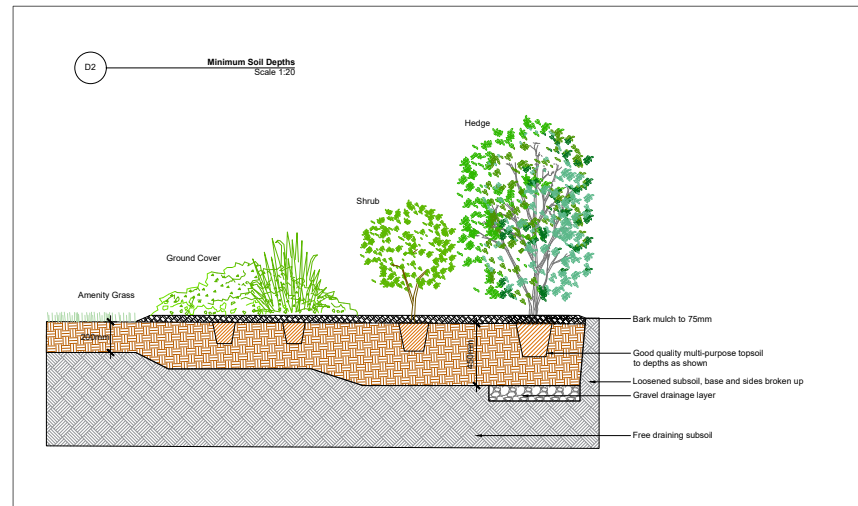 D2
Minimum Soil Depths
Scale 1:20
Hedge
Shrub
Ground Cover
Amenity Grass
200mm
450mm
Bark mulch to 75mm
Good quality multi-purpose topsoil
to depths as shown
Loosened subsoil, base and sides broken up
Gravel drainage layer
Free draining subsoil